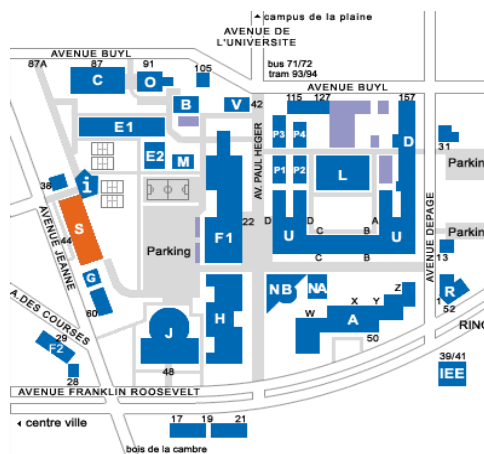 ▲ campus de la plaine
AVENUE DE
L'UNIVERSITE
bus 71/72
tram 93/94
AVENUE BUYL
87A
87
91
105
AVENUE BUYL
115
127
157
C
O
B
V
42
E1
E2
M
P3
P4
P1
P2
L
D
31
Parking
AV. PAUL HEGER
38
i
S
44
AVENUE JEANNE
G
60
Parking
22
F1
D
D
A
U
C
B
U
C
B
AVENUE DEPAGE
Parking
13
R
1
52
NB
NA
Z
X
Y
W
A
50
RING
H
J
48
A. DES COURSES
29
F2
28
39/41
IEE
AVENUE FRANKLIN ROOSEVELT
◄ centre ville
17
19
21
bois de la cambre